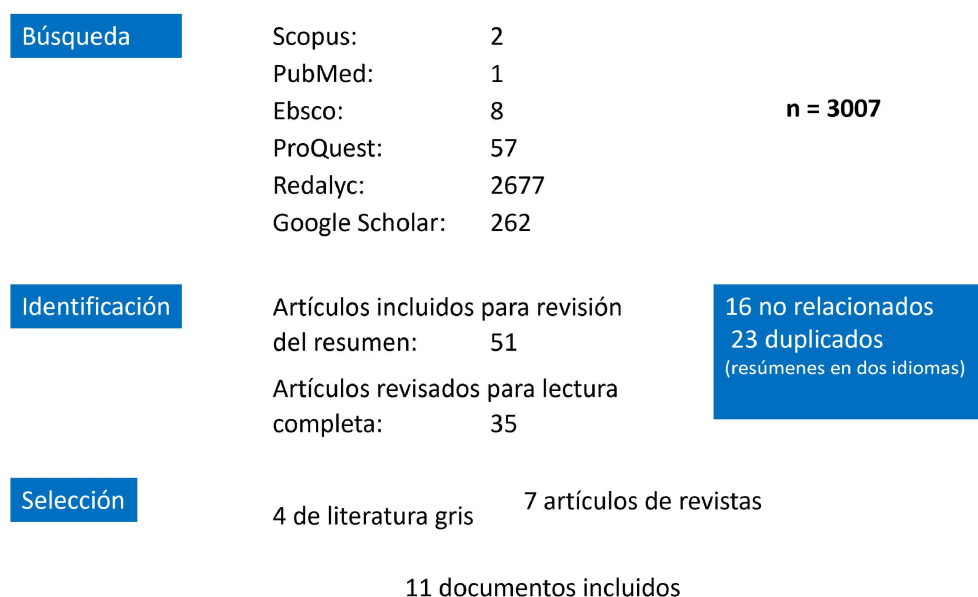 Búsqueda
Scopus: 2
PubMed: 1
Ebsco: 8
n = 3007
ProQuest: 57
Redalyc: 2677
Google Scholar: 262
Identificación
Artículos incluidos para revisión
del resumen: 51
Artículos revisados para lectura
completa: 35
16 no relacionados
23 duplicados
(resúmenes en dos idiomas)
Selección
4 de literatura gris
7 artículos de revistas
11 documentos incluidos